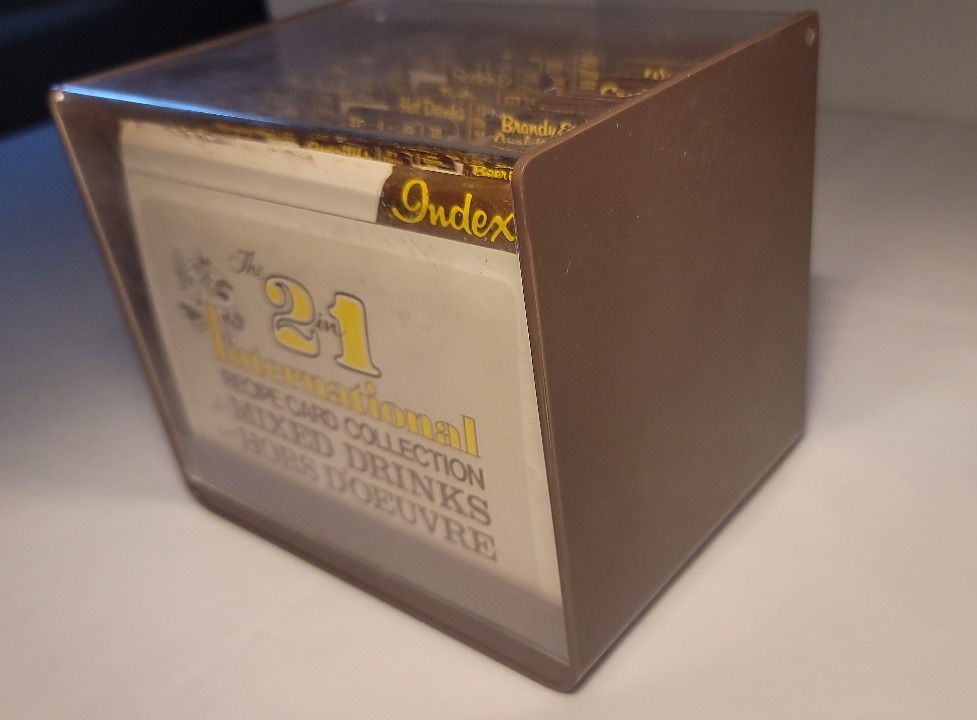 Hot Drinks
Brandy &
Index
The
2 in 1
International
RECIPE CARD COLLECTION
MIXED DRINKS
HORS D'OEUVRE